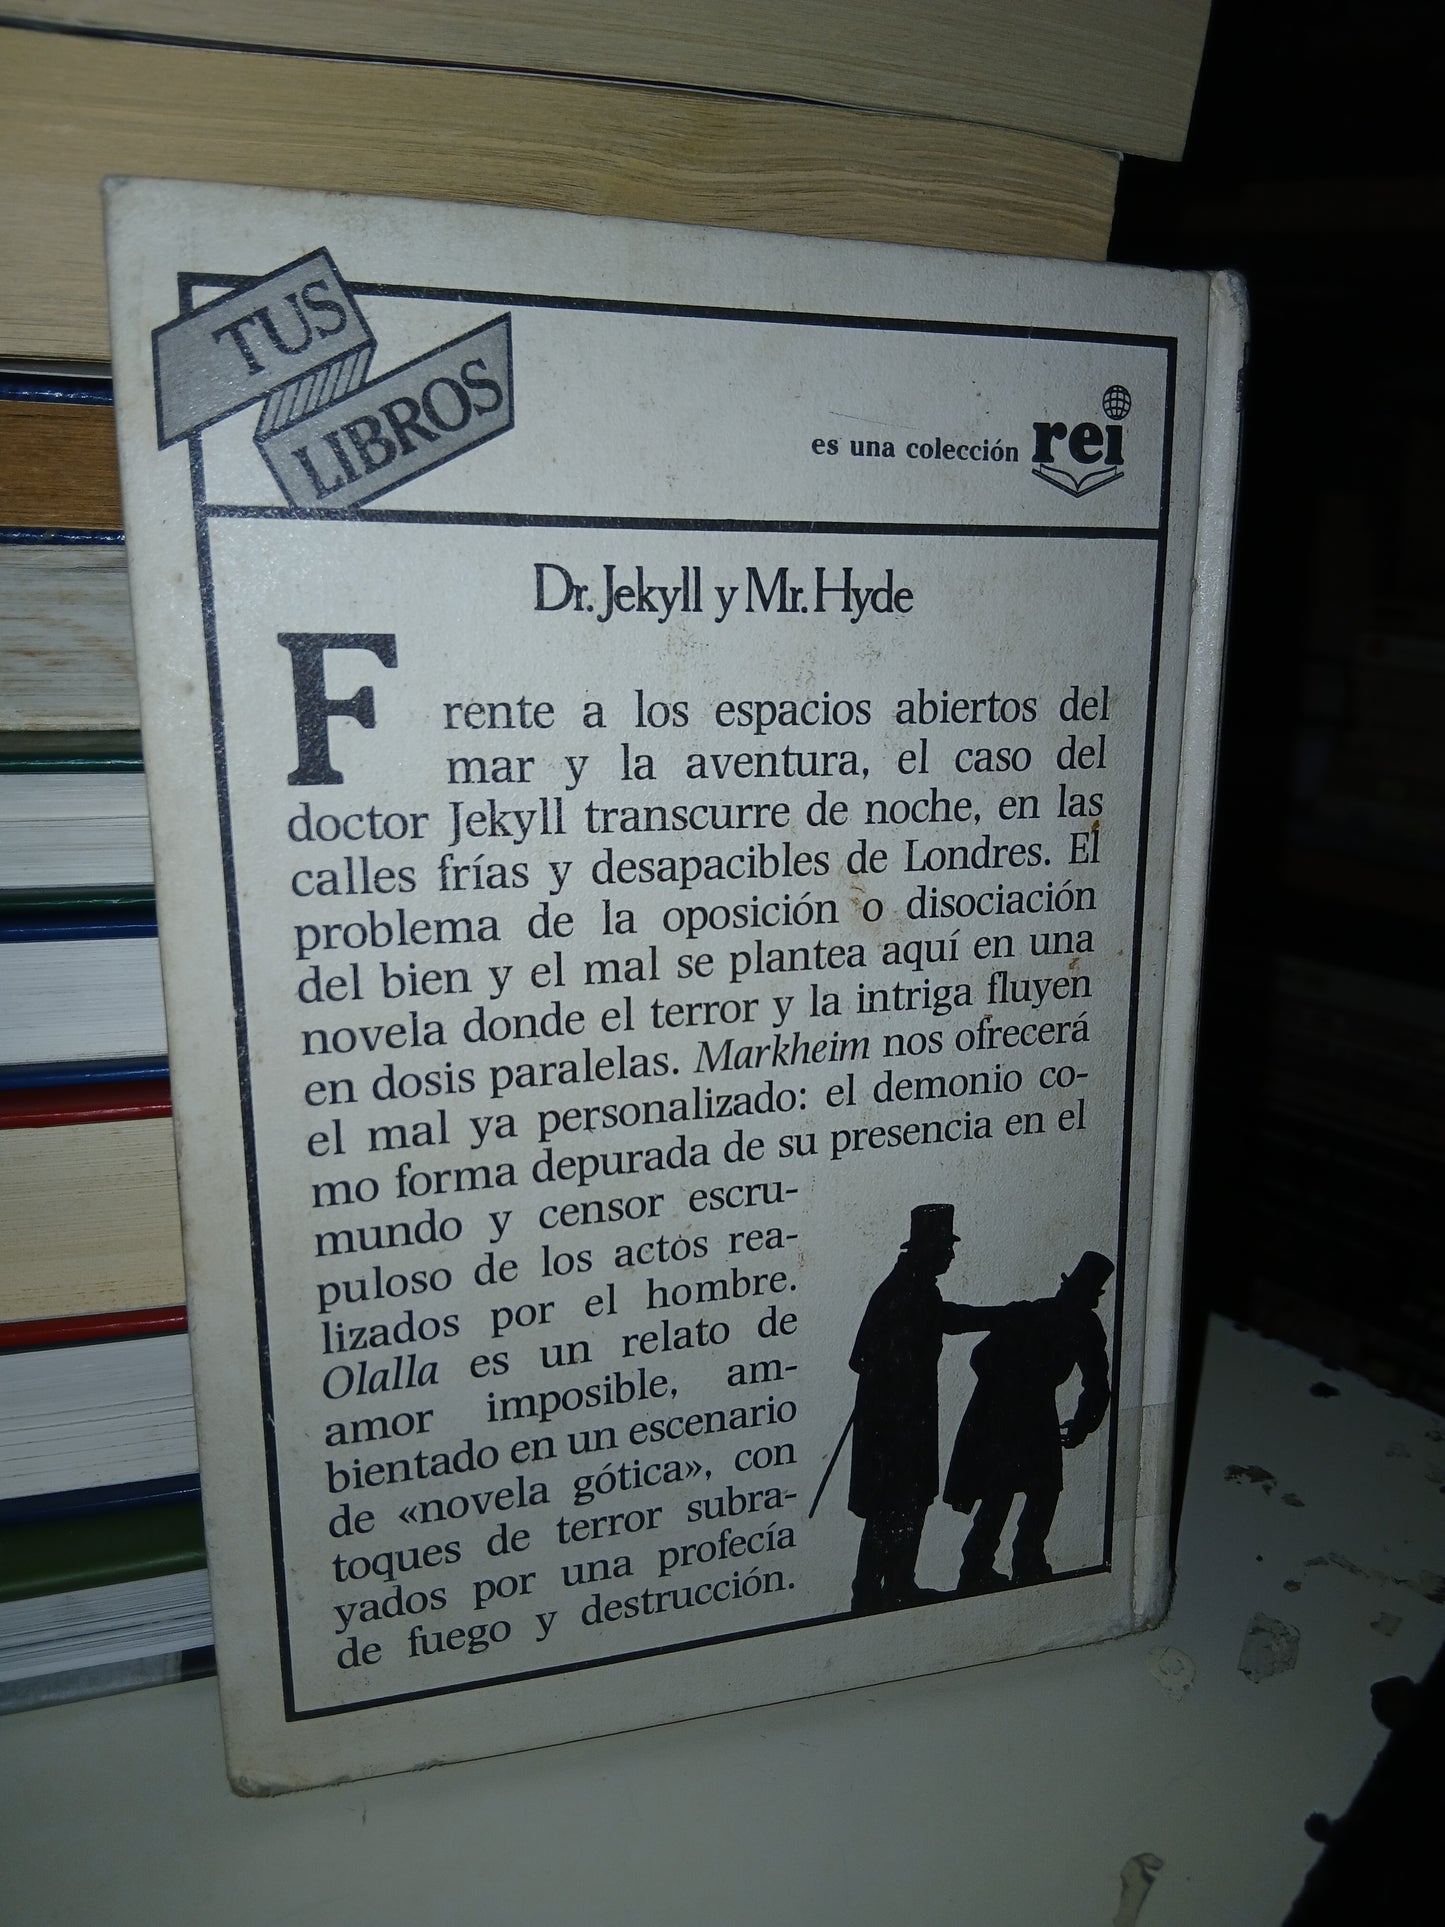 TUS
LIBROS
es una colección rei
Dr. Jekyll y Mr. Hyde
Frente a los espacios abiertos del
mar y la aventura, el caso del
doctor Jekyll transcurre de noche, en las
calles frías y desapacibles de Londres. El
problema de la oposición o disociación
del bien y el mal se plantea aquí en una
novela donde el terror y la intriga fluyen
en dosis paralelas. Markheim nos ofrecerá
el mal ya personalizado: el demonio co-
mo forma depurada de su presencia en el
mundo y censor escru-
puloso de los actos rea-
lizados por el hombre.
Olalla es un relato de
amor imposible, am-
bientado en un escenario
de «novela gótica», con
toques de terror subra-
yados por una profecía
de fuego y destrucción.